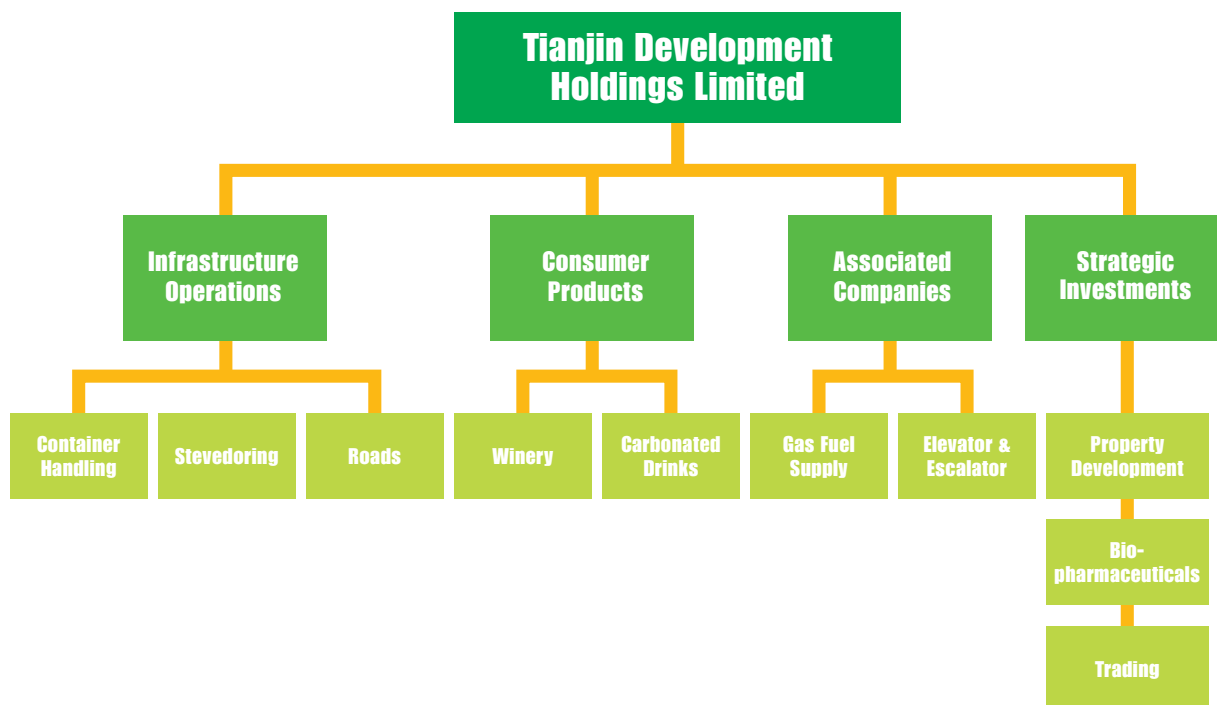 Tianjin Development
Holdings Limited
Infrastructure
Operations
Consumer
Products
Associated
Companies
Strategic
Investments
Container
Handling
Stevedoring
Roads
Winery
Carbonated
Drinks
Gas Fuel
Supply
Elevator &
Escalator
Property
Development
Bio-
pharmaceuticals
Trading